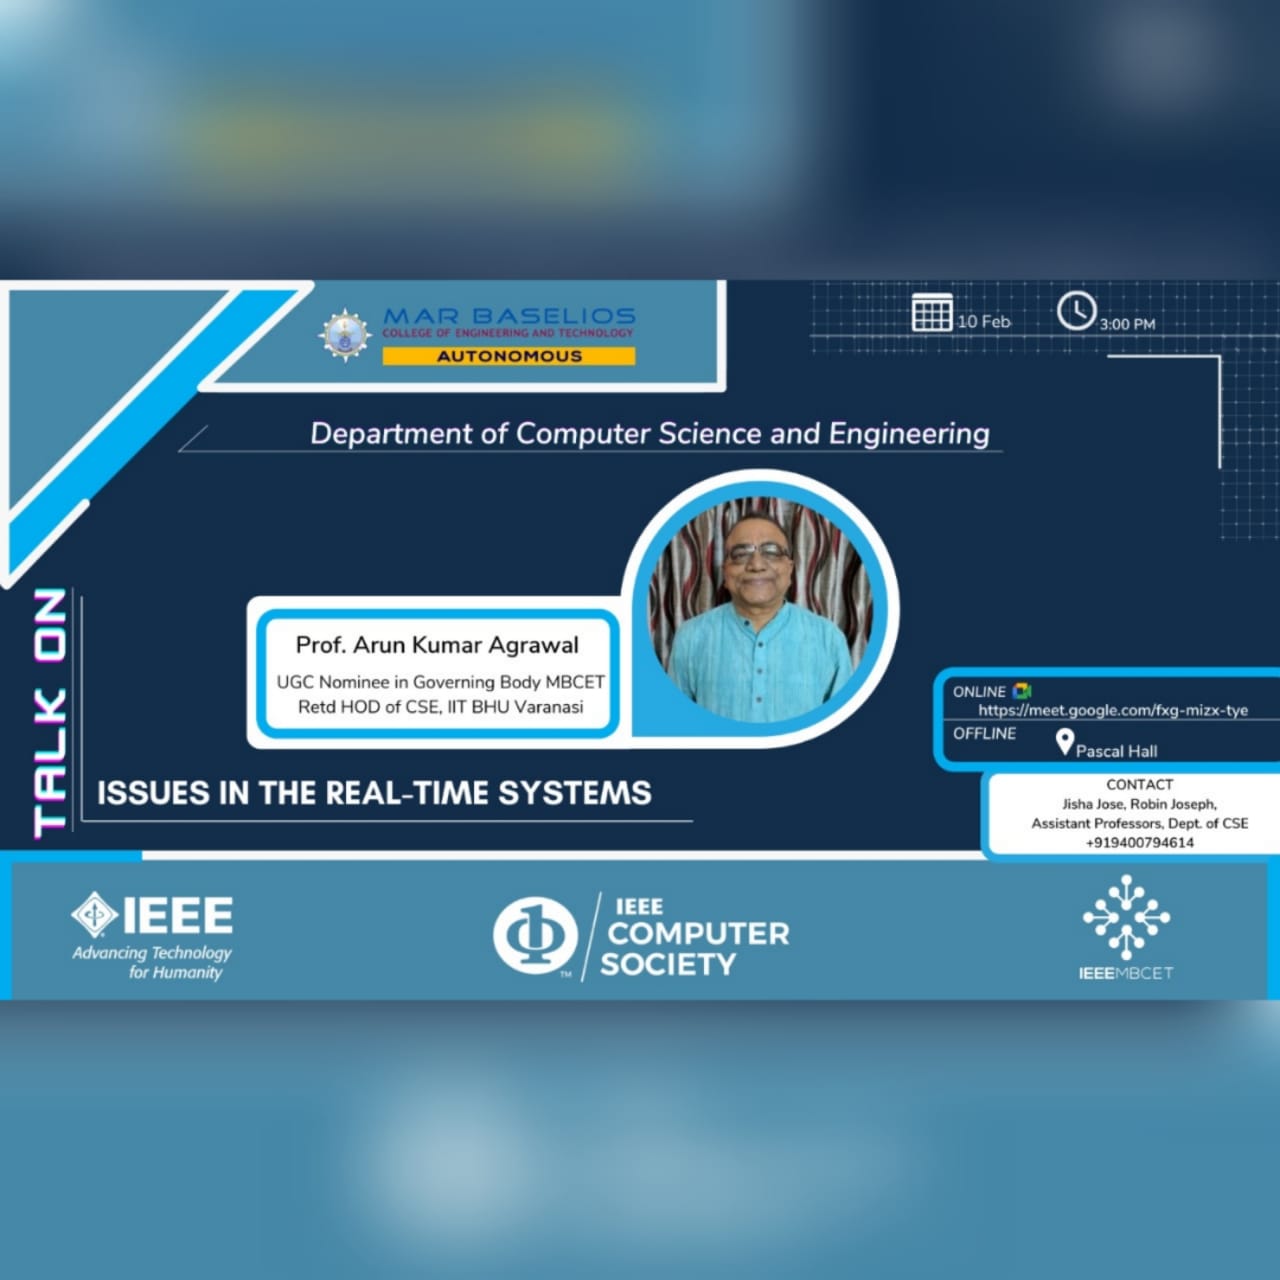 MAR BASELIOS
COLLEGE OF ENGINEERING AND TECHNOLOGY
AUTONOMOUS
10 Feb
3:00 PM
Department of Computer Science and Engineering
Prof. Arun Kumar Agrawal
UGC Nominee in Governing Body MBCET
Retd HOD of CSE, IIT BHU Varanasi
TALK ON
ISSUES IN THE REAL-TIME SYSTEMS
ONLINE
https://meet.google.com/fxg-mizx-tye
OFFLINE
Pascal Hall
CONTACT
Jisha Jose, Robin Joseph,
Assistant Professors, Dept. of CSE
+919400794614
IEEE
Advancing Technology
for Humanity
IEEE
COMPUTER
SOCIETY
TM
IEEEMBCET